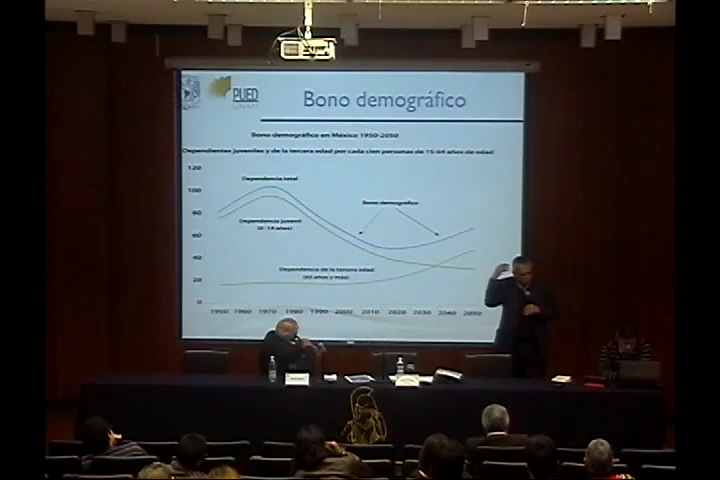 PUED
UNAM
Bono demográfico
Bono demográfico en México 1950-2050
Dependientes juveniles y de la tercera edad por cada cien personas de 15-64 años de edad
120
100
80
60
40
20
0
Dependencia total
Bono demográfico
Dependencia juvenil
(0-14 años)
Dependencia de la tercera edad
(65 años y más)
1950 1960 1970 1980 1990 2000 2010 2020 2030 2040 2050